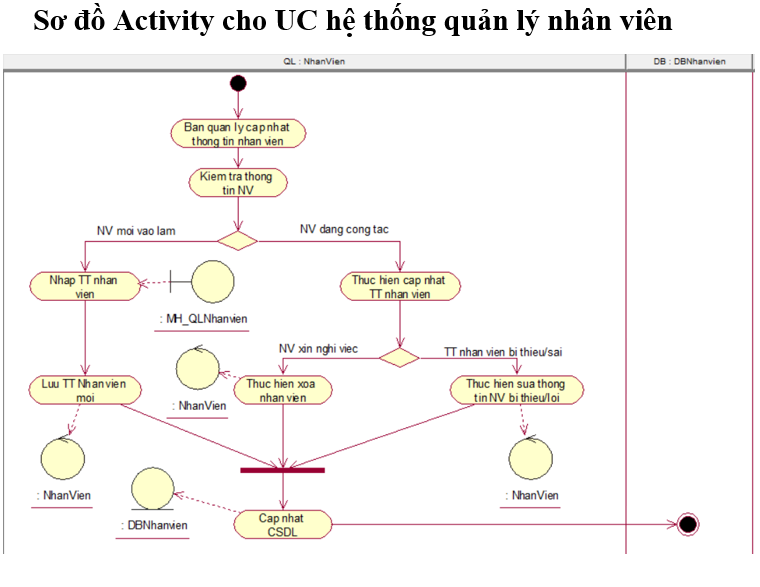 Sơ đồ Activity cho UC hệ thống quản lý nhân viên
QL : NhanVien
DB : DBNhanvien
Ban quan ly cap nhat
thong tin nhan vien
Kiem tra thong
tin NV
NV moi vao lam
NV dang cong tac
Nhap TT nhan
vien
: MH_QLNhanvien
Thuc hien cap nhat
TT nhan vien
NV xin nghi viec
TT nhan vien bi thieu/sai
Luu TT Nhan vien
moi
: NhanVien
Thuc hien xoa
nhan vien
Thuc hien sua thong
tin NV bi thieu/loi
: NhanVien
: NhanVien
: DBNhanvien
Cap nhat
CSDL